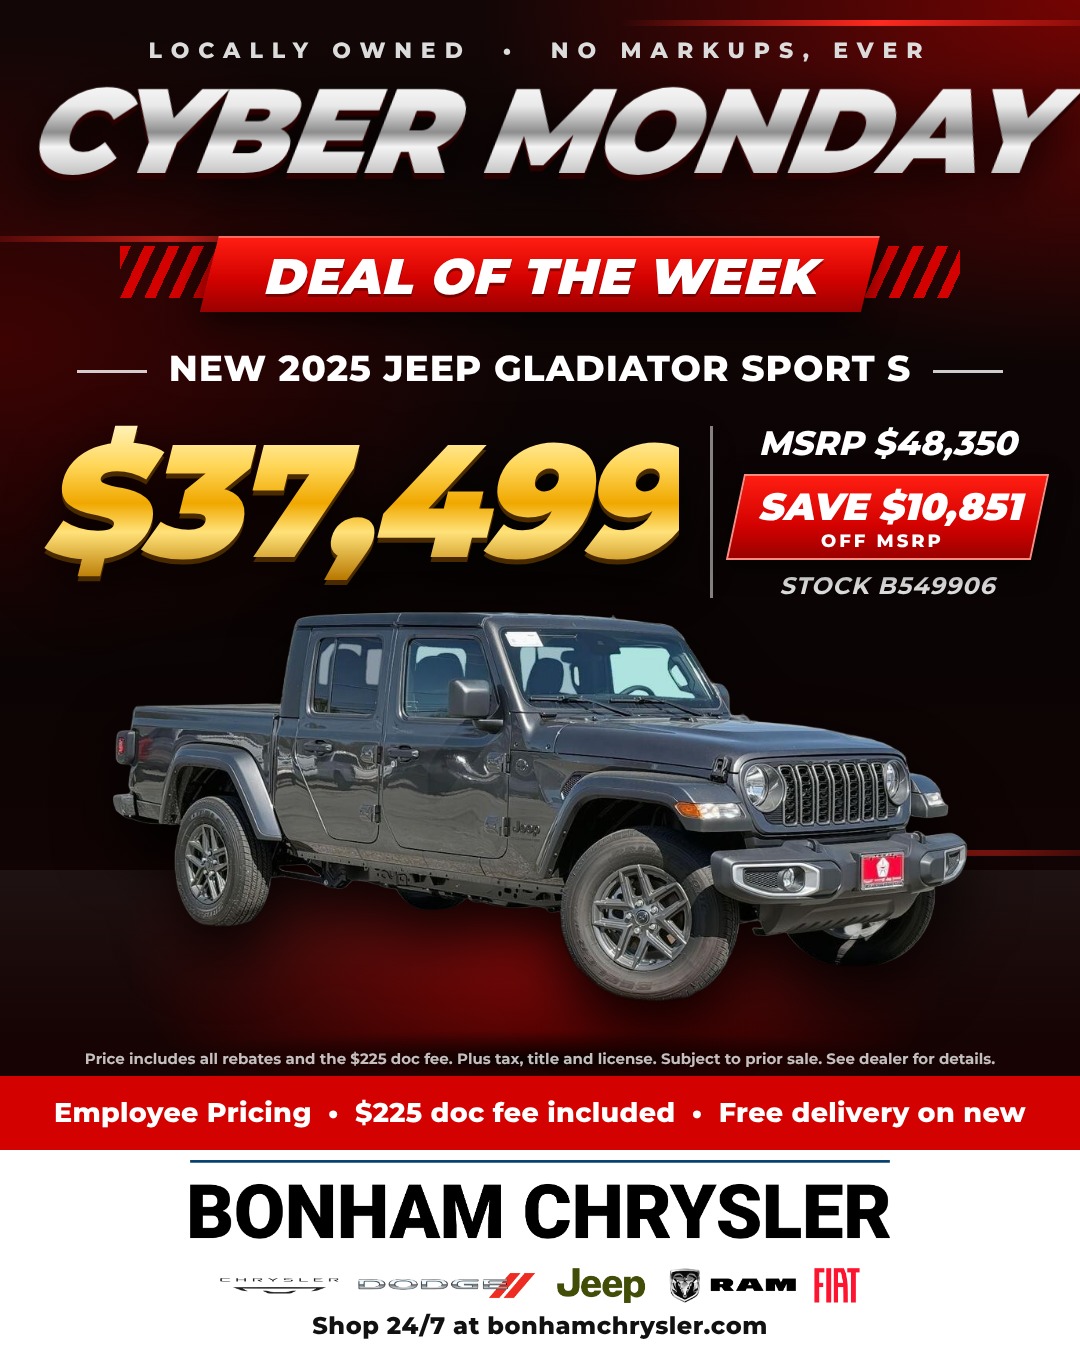 LOCALLY OWNED • NO MARKUPS, EVER
CYBER MONDAY
DEAL OF THE WEEK
NEW 2025 JEEP GLADIATOR SPORT S
$37,499
MSRP $48,350
SAVE $10,851
OFF MSRP
STOCK B549906
Jeep
Price includes all rebates and the $225 doc fee. Plus tax, title and license. Subject to prior sale. See dealer for details.
Employee Pricing • $225 doc fee included • Free delivery on new
BONHAM CHRYSLER
CHRYSLER DODGE Jeep RAM FIAT
Shop 24/7 at bonhamchrysler.com